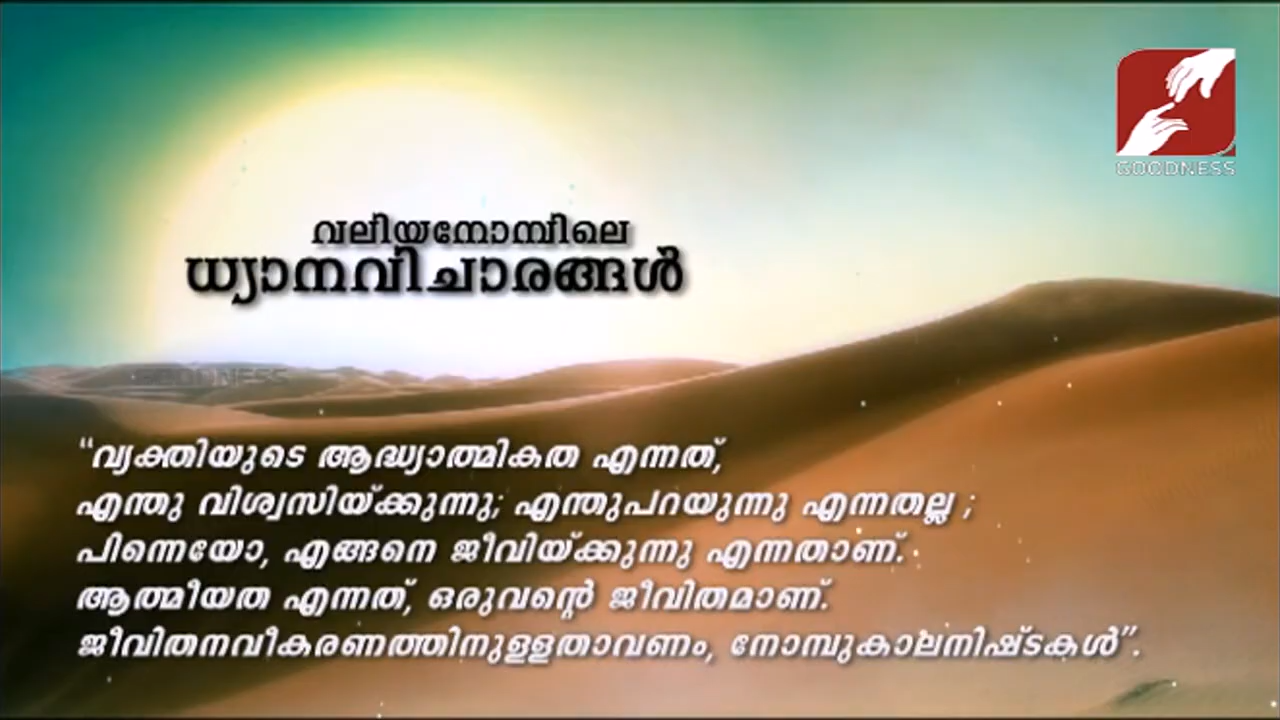 GOODNESS
വലിയനോമ്പിലെ
ധ്യാനവിചാരങ്ങൾ
GOODNESS
"വ്യക്തിയുടെ ആദ്ധ്യാത്മികത എന്നത്,
എന്തു വിശ്വസിയ്ക്കുന്നു; എന്തുപറയുന്നു എന്നതല്ല ;
പിന്നെയോ, എങ്ങനെ ജീവിയ്ക്കുന്നു എന്നതാണ്.
ആത്മീയത എന്നത്, ഒരുവന്റെ ജീവിതമാണ്.
ജീവിതനവീകരണത്തിനുള്ളതാവണം, നോമ്പുകാലനിഷ്ടകൾ".